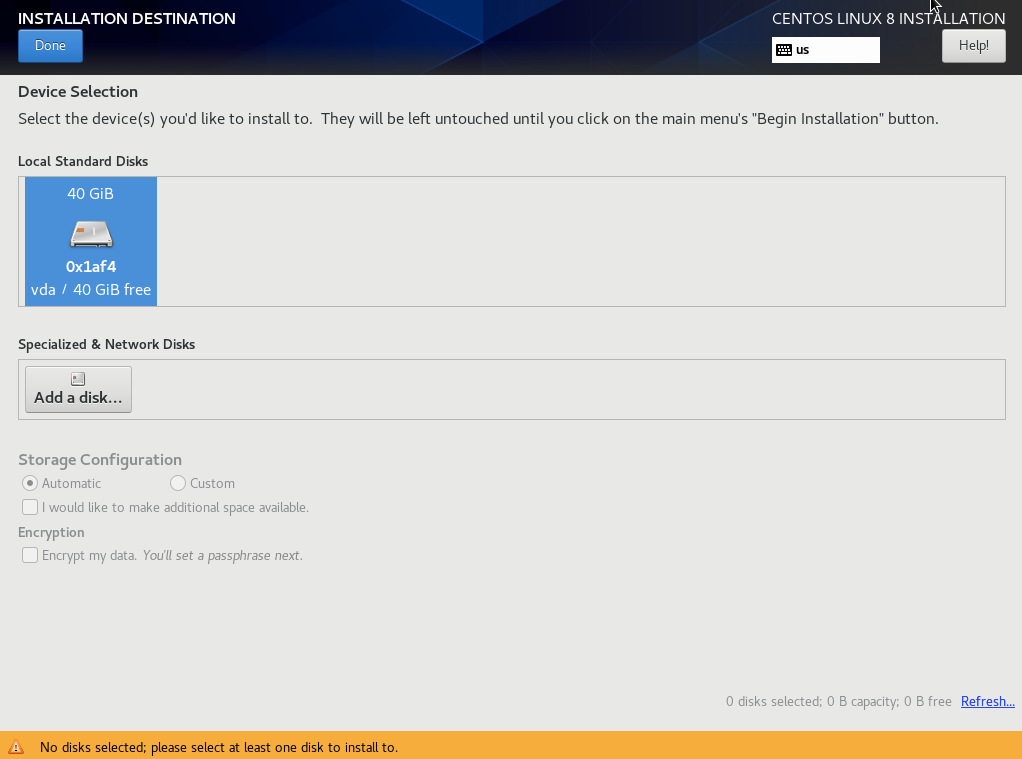 INSTALLATION DESTINATION
CENTOS LINUX 8 INSTALLATION
Done
us
Help!
Device Selection
Select the device(s) you'd like to install to.  They will be left untouched until you click on the main menu's "Begin Installation" button.
Local Standard Disks
40 GiB
0x1af4
vda / 40 GiB free
Specialized & Network Disks
Add a disk...
Storage Configuration
Automatic
Custom
I would like to make additional space available.
Encryption
Encrypt my data. You'll set a passphrase next.
0 disks selected; 0 B capacity; 0 B free Refresh...
No disks selected; please select at least one disk to install to.